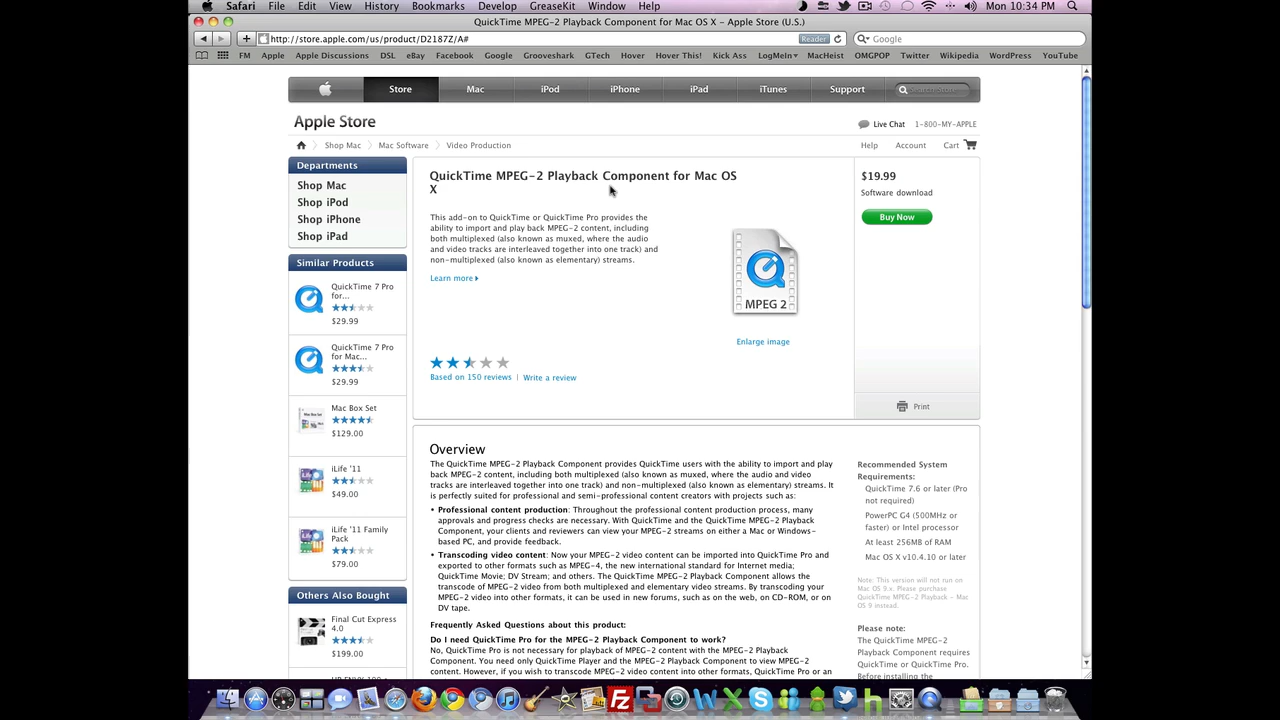 Safari File Edit View History Bookmarks Develop GreaseKit Window Help Mon 10:34 PM
QuickTime MPEG-2 Playback Component for Mac OS X - Apple Store (U.S.)
http://store.apple.com/us/product/D2187Z/A# Reader Google
FM Apple Apple Discussions DSL eBay Facebook Google Grooveshark GTech Hover Hover This! Kick Ass LogMeIn MacHeist OMGPOP Twitter Wikipedia WordPress YouTube
Store Mac iPod iPhone iPad iTunes Support Search Store
Apple Store
Live Chat 1-800-MY-APPLE
Shop Mac Mac Software Video Production
Help Account Cart
Departments
Shop Mac
Shop iPod
Shop iPhone
Shop iPad
Similar Products
QuickTime 7 Pro
for...
$29.99
QuickTime 7 Pro
for Mac...
$29.99
Mac Box Set
$129.00
iLife '11
$49.00
iLife '11 Family
Pack
$79.00
Others Also Bought
Final Cut Express
4.0
$199.00
QuickTime MPEG-2 Playback Component for Mac OS
X
This add-on to QuickTime or QuickTime Pro provides the
ability to import and play back MPEG-2 content, including
both multiplexed (also known as muxed, where the audio
and video tracks are interleaved together into one track) and
non-multiplexed (also known as elementary) streams.
Learn more
MPEG 2
Enlarge image
Based on 150 reviews | Write a review
$19.99
Software download
Buy Now
Print
Overview
The QuickTime MPEG-2 Playback Component provides QuickTime users with the ability to import and play
back MPEG-2 content, including both multiplexed (also known as muxed, where the audio and video
tracks are interleaved together into one track) and non-multiplexed (also known as elementary) streams. It
is perfectly suited for professional and semi-professional content creators with projects such as:
• Professional content production: Throughout the professional content production process, many
approvals and progress checks are necessary. With QuickTime and the QuickTime MPEG-2 Playback
Component, your clients and reviewers can view your MPEG-2 streams on either a Mac or Windows-
based PC, and provide feedback.
• Transcoding video content: Now your MPEG-2 video content can be imported into QuickTime Pro and
exported to other formats such as MPEG-4, the new international standard for Internet media;
QuickTime Movie; DV Stream; and others. The QuickTime MPEG-2 Playback Component allows the
transcode of MPEG-2 video from both multiplexed and elementary video streams. By transcoding your
MPEG-2 video into other formats, it can be used in new forums, such as on the web, on CD-ROM, or on
DV tape.
Frequently Asked Questions about this product:
Do I need QuickTime Pro for the MPEG-2 Playback Component to work?
No, QuickTime Pro is not necessary for playback of MPEG-2 content with the MPEG-2 Playback
Component. You need only QuickTime Player and the MPEG-2 Playback Component to view MPEG-2
content. However, if you wish to transcode MPEG-2 video content into other formats, QuickTime Pro or an
Recommended System
Requirements:
QuickTime 7.6 or later (Pro
not required)
PowerPC G4 (500MHz or
faster) or Intel processor
At least 256MB of RAM
Mac OS X v10.4.10 or later
Note: This version will not run on
Mac OS 9.x. Please purchase
QuickTime MPEG-2 Playback - Mac
OS 9 instead.
Please note:
The QuickTime MPEG-2
Playback Component requires
QuickTime or QuickTime Pro.
Before installing the